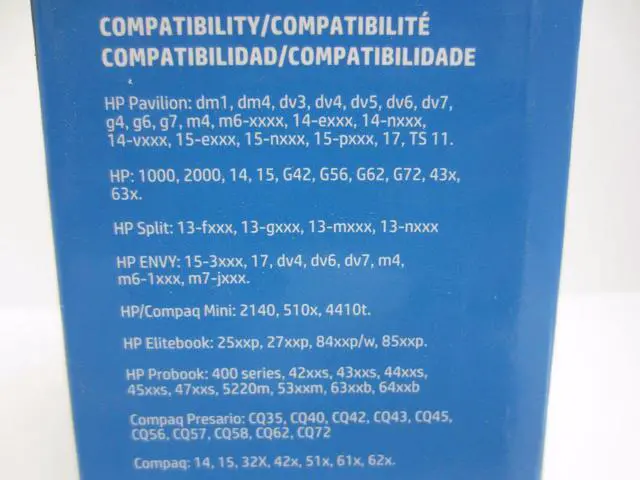 COMPATIBILITY/COMPATIBILITÉ
COMPATIBILIDAD/COMPATIBILIDADE
HP Pavilion: dm1, dm4, dv3, dv4, dv5, dv6, dv7,
g4, g6, g7, m4, m6-xxxx, 14-exxx, 14-nxxx,
14-vxxx, 15-exxx, 15-nxxx, 15-pxxx, 17, TS 11.
HP: 1000, 2000, 14, 15, G42, G56, G62, G72, 43x,
63x.
HP Split: 13-fxxx, 13-gxxx, 13-mxxx, 13-nxxx
HP ENVY: 15-3xxx, 17, dv4, dv6, dv7, m4,
m6-1xxx, m7-jxxx.
HP/Compaq Mini: 2140, 510x, 4410t.
HP Elitebook: 25xxp, 27xxp, 84xxp/w, 85xxp.
HP Probook: 400 series, 42xxs, 43xxs, 44xxs,
45xxs, 47xxs, 5220m, 53xxm, 63xxb, 64xxb
Compaq Presario: CQ35, CQ40, CQ42, CQ43, CQ45,
CQ56, CQ57, CQ58, CQ62, CQ72
Compaq: 14, 15, 32X, 42x, 51x, 61x, 62x.